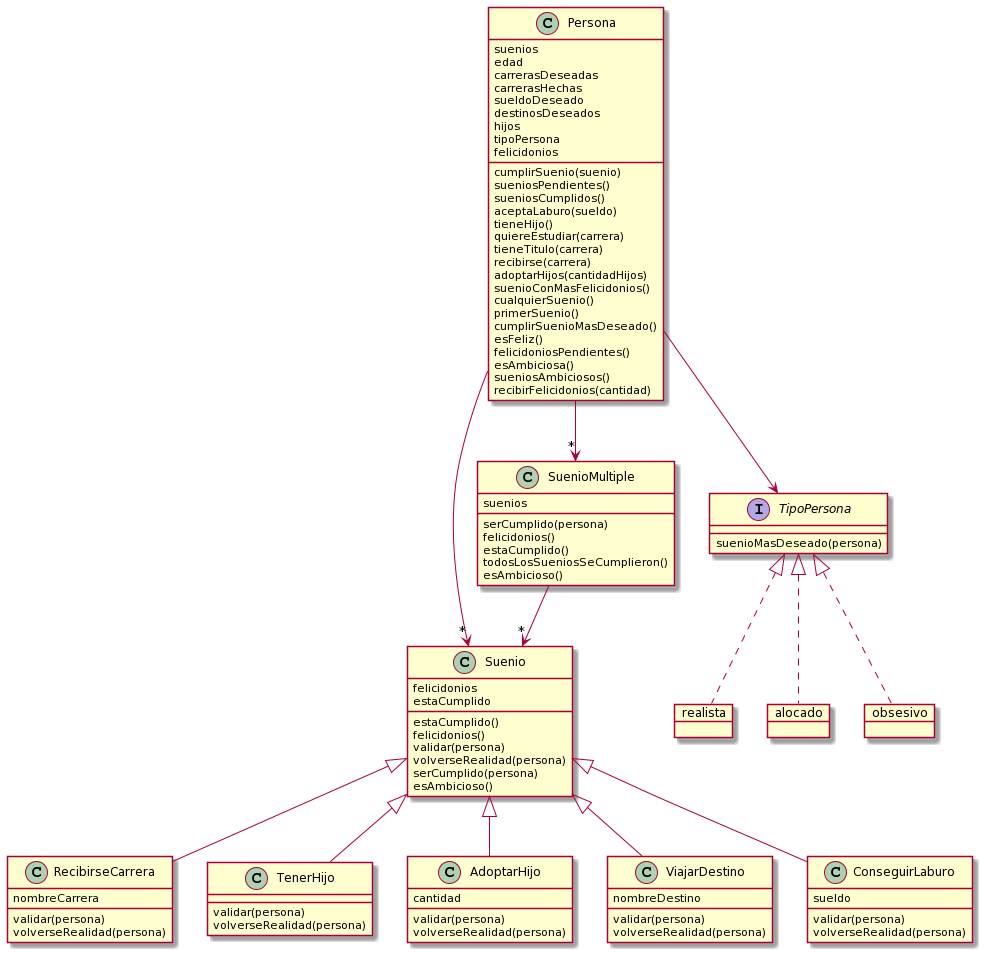 C Persona
suenios
edad
carrerasDeseadas
carrerasHechas
sueldoDeseado
destinosDeseados
hijos
tipoPersona
felicidonios
cumplirSuenio(suenio)
sueniosPendientes()
sueniosCumplidos()
aceptaLaburo(sueldo)
tieneHijo()
quiereEstudiar(carrera)
tieneTitulo(carrera)
recibirse(carrera)
adoptarHijos(cantidadHijos)
suenioConMasFelicidonios()
cualquierSuenio()
primerSuenio()
cumplirSuenioMasDeseado()
esFeliz()
felicidoniosPendientes()
esAmbiciosa()
sueniosAmbiciosos()
recibirFelicidonios(cantidad)
*
C SuenioMultiple
suenios
serCumplido(persona)
felicidonios()
estaCumplido()
todosLosSueniosSeCumplieron()
esAmbicioso()
I TipoPersona
suenioMasDeseado(persona)
* *
C Suenio
felicidonios
estaCumplido
estaCumplido()
felicidonios()
validar(persona)
volverseRealidad(persona)
serCumplido(persona)
esAmbicioso()
realista
alocado
obsesivo
C RecibirseCarrera
nombreCarrera
validar(persona)
volverseRealidad(persona)
C TenerHijo
validar(persona)
volverseRealidad(persona)
C AdoptarHijo
cantidad
validar(persona)
volverseRealidad(persona)
C ViajarDestino
nombreDestino
validar(persona)
volverseRealidad(persona)
C ConseguirLaburo
sueldo
validar(persona)
volverseRealidad(persona)